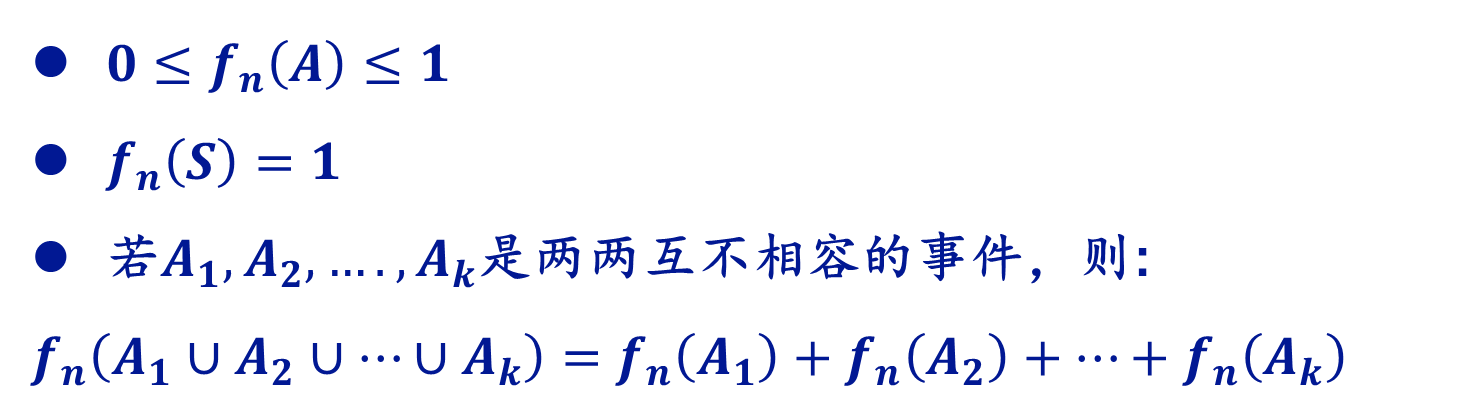 ● 0 ≤ fₙ(A) ≤ 1
● fₙ(S) = 1
● 若A₁, A₂, … . , Aₖ是两两互不相容的事件，则:
fₙ(A₁ ∪ A₂ ∪ ⋯ ∪ Aₖ) = fₙ(A₁) + fₙ(A₂) + ⋯ + fₙ(Aₖ)